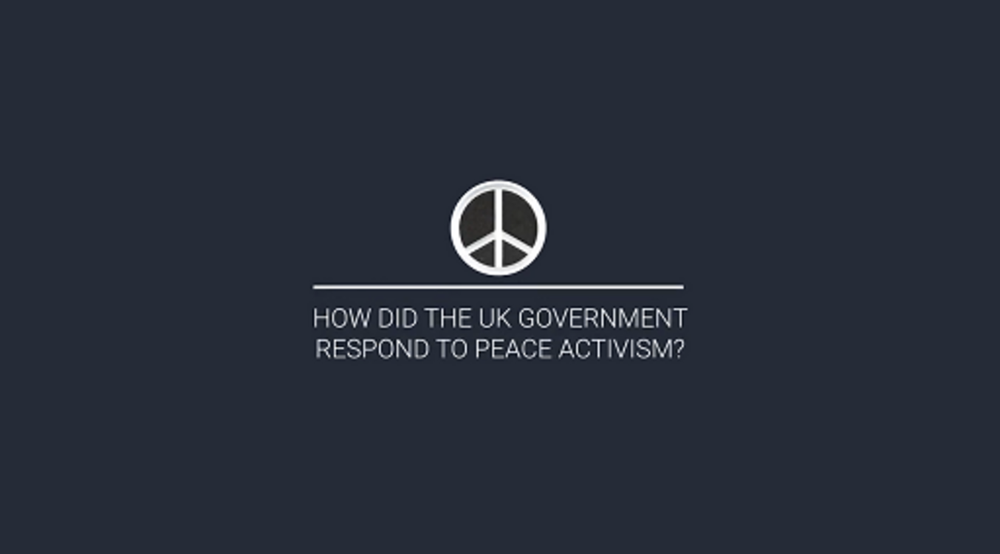 HOW DID THE UK GOVERNMENT
RESPOND TO PEACE ACTIVISM?